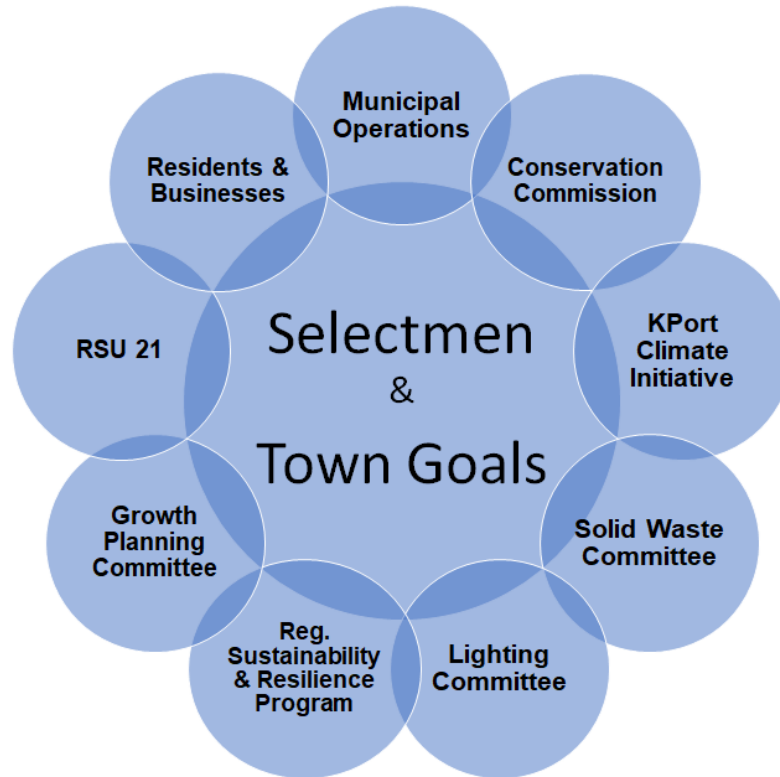 Municipal
Operations
Residents &
Businesses
Conservation
Commission
RSU 21
KPort
Climate
Initiative
Selectmen
&
Town Goals
Growth
Planning
Committee
Solid Waste
Committee
Reg.
Sustainability
& Resilience
Program
Lighting
Committee